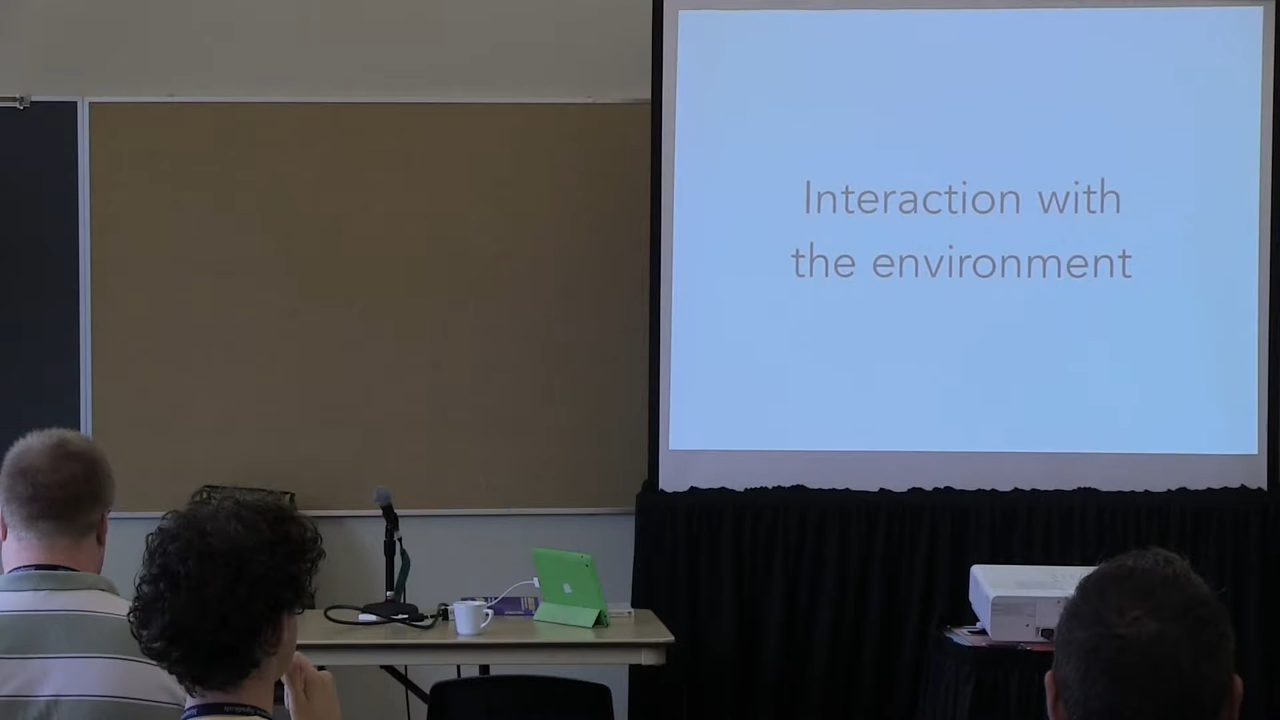 Interaction with
the environment